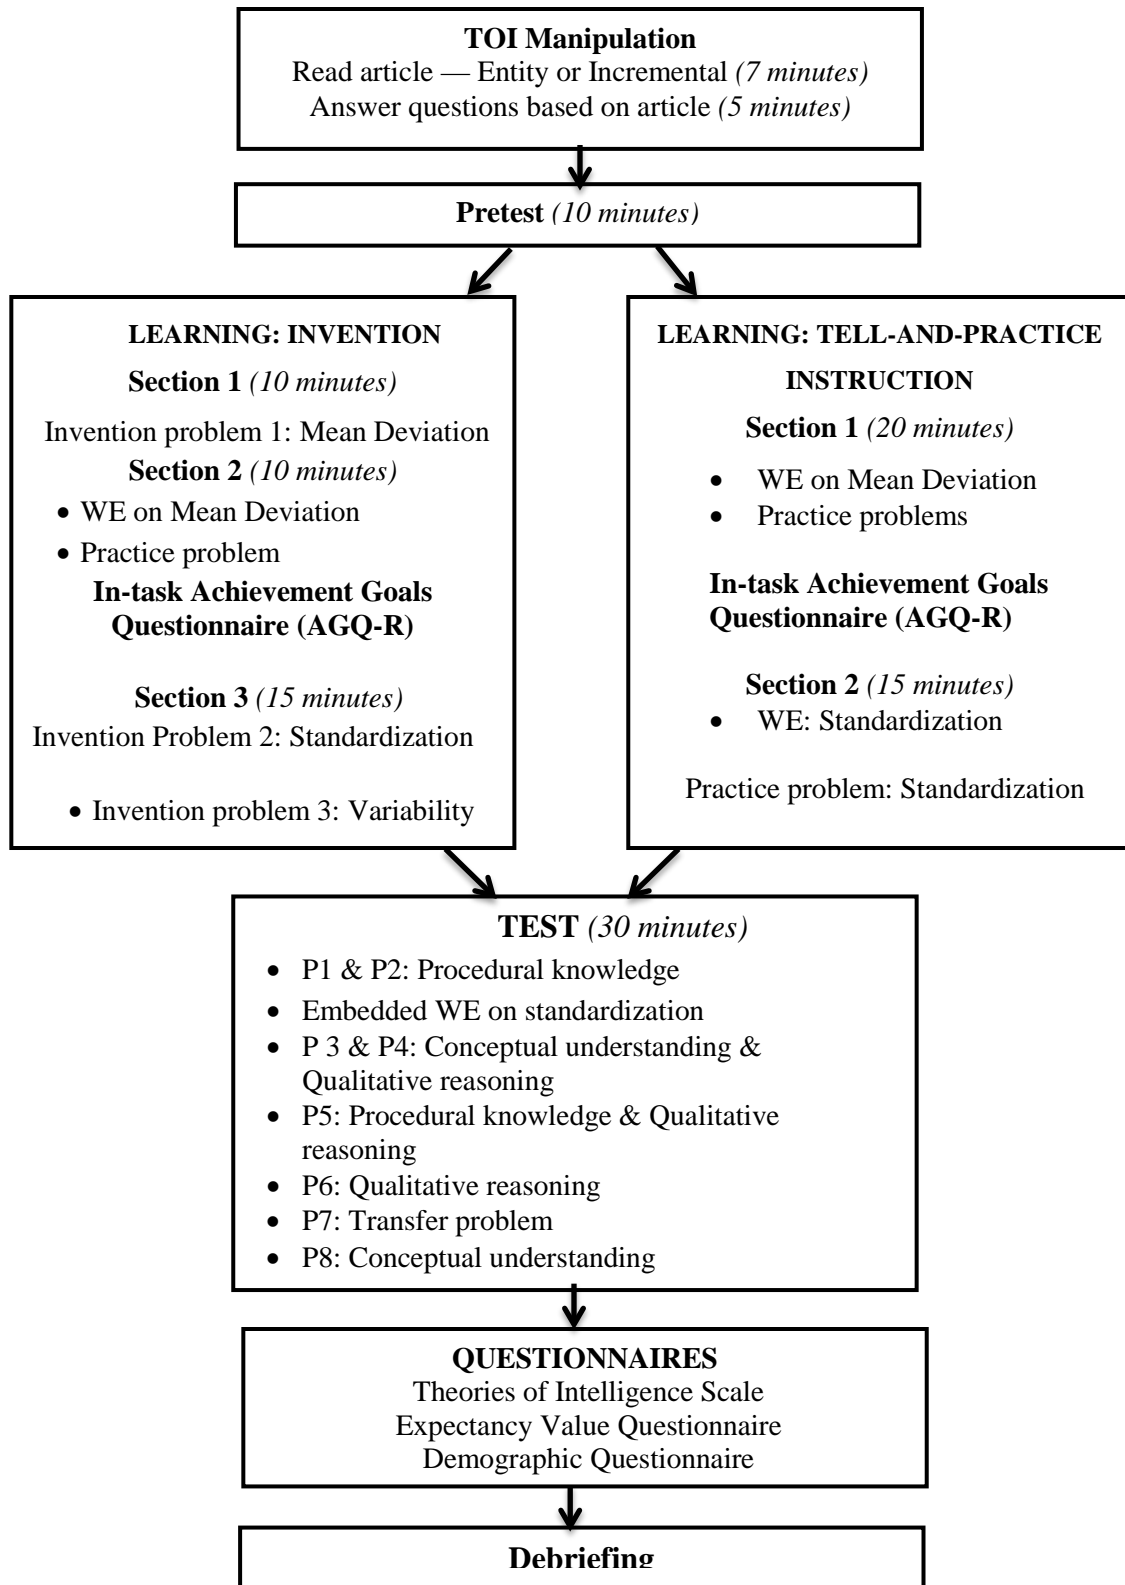 TOI Manipulation
Read article — Entity or Incremental (7 minutes)
Answer questions based on article (5 minutes)
Pretest (10 minutes)
LEARNING: INVENTION
Section 1 (10 minutes)
Invention problem 1: Mean Deviation
Section 2 (10 minutes)
• WE on Mean Deviation
• Practice problem
In-task Achievement Goals
Questionnaire (AGQ-R)
Section 3 (15 minutes)
Invention Problem 2: Standardization
• Invention problem 3: Variability
LEARNING: TELL-AND-PRACTICE
INSTRUCTION
Section 1 (20 minutes)
• WE on Mean Deviation
• Practice problems
In-task Achievement Goals
Questionnaire (AGQ-R)
Section 2 (15 minutes)
• WE: Standardization
Practice problem: Standardization
TEST (30 minutes)
• P1 & P2: Procedural knowledge
• Embedded WE on standardization
• P 3 & P4: Conceptual understanding &
Qualitative reasoning
• P5: Procedural knowledge & Qualitative
reasoning
• P6: Qualitative reasoning
• P7: Transfer problem
• P8: Conceptual understanding
QUESTIONNAIRES
Theories of Intelligence Scale
Expectancy Value Questionnaire
Demographic Questionnaire
Debriefing